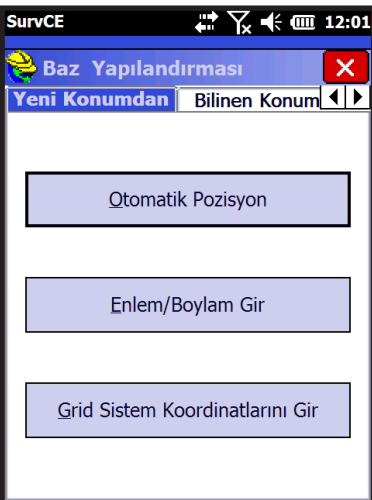 SurvCE 12:01
Baz Yapılandırması
Yeni Konumdan Bilinen Konum
Otomatik Pozisyon
Enlem/Boylam Gir
Grid Sistem Koordinatlarını Gir